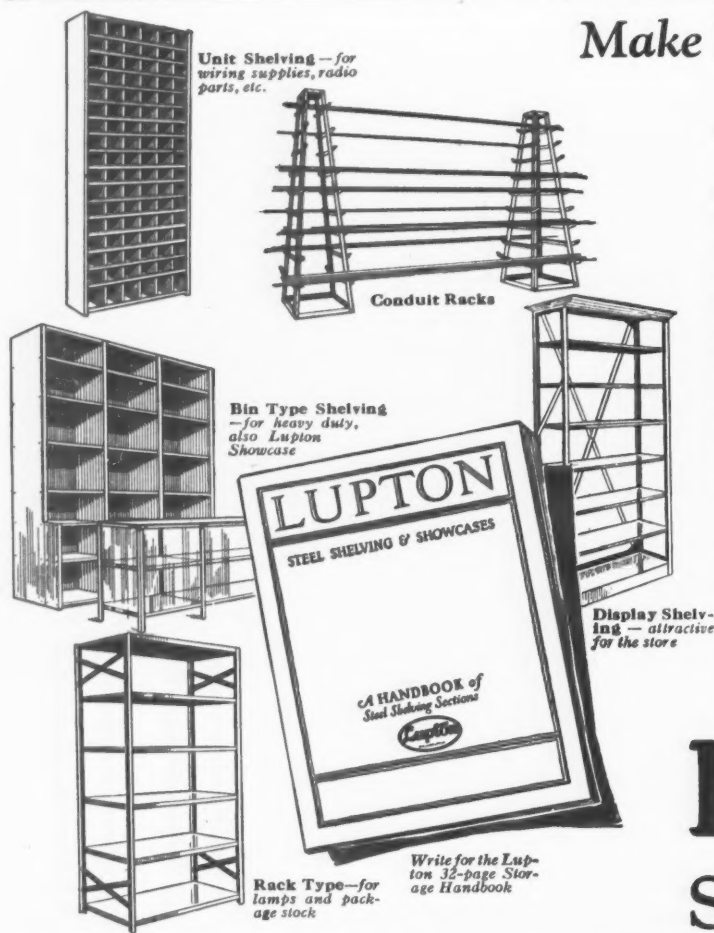 Make
Unit Shelving — for
wiring supplies, radio
parts, etc.
Conduit Racks
Bin Type Shelving
— for heavy duty,
also Lupton
Showcase
LUPTON
STEEL SHELVING & SHOWCASES
A HANDBOOK of
Steel Shelving Sections
Lupton
Display Shelv-
ing — attractive
for the store
Rack Type—for
lamps and pack-
age stock
Write for the Lup-
ton 32-page Stor-
age Handbook
S